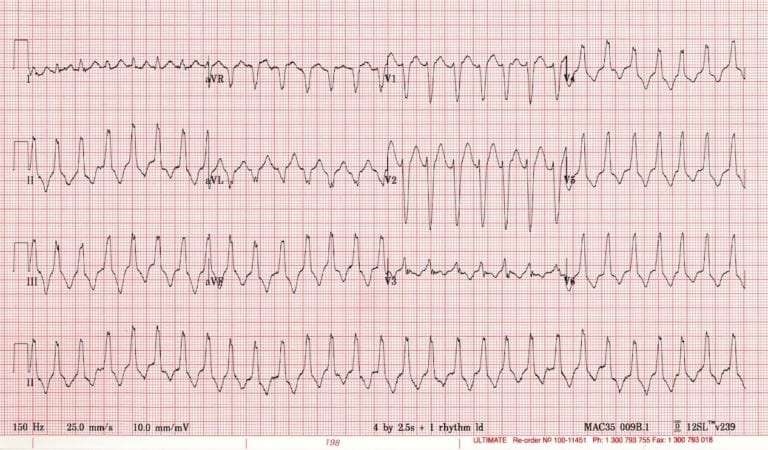 I aVR V1 V4
II aVL V2 V5
III aVF V3 V6
II
150 Hz 25.0 mm/s 10.0 mm/mV 4 by 2.5s + 1 rhythm ld MAC35 009B.1 12SL™v239
198 ULTIMATE Re-order Nº 100-11451 Ph: 1 300 793 755 Fax: 1 300 793 018